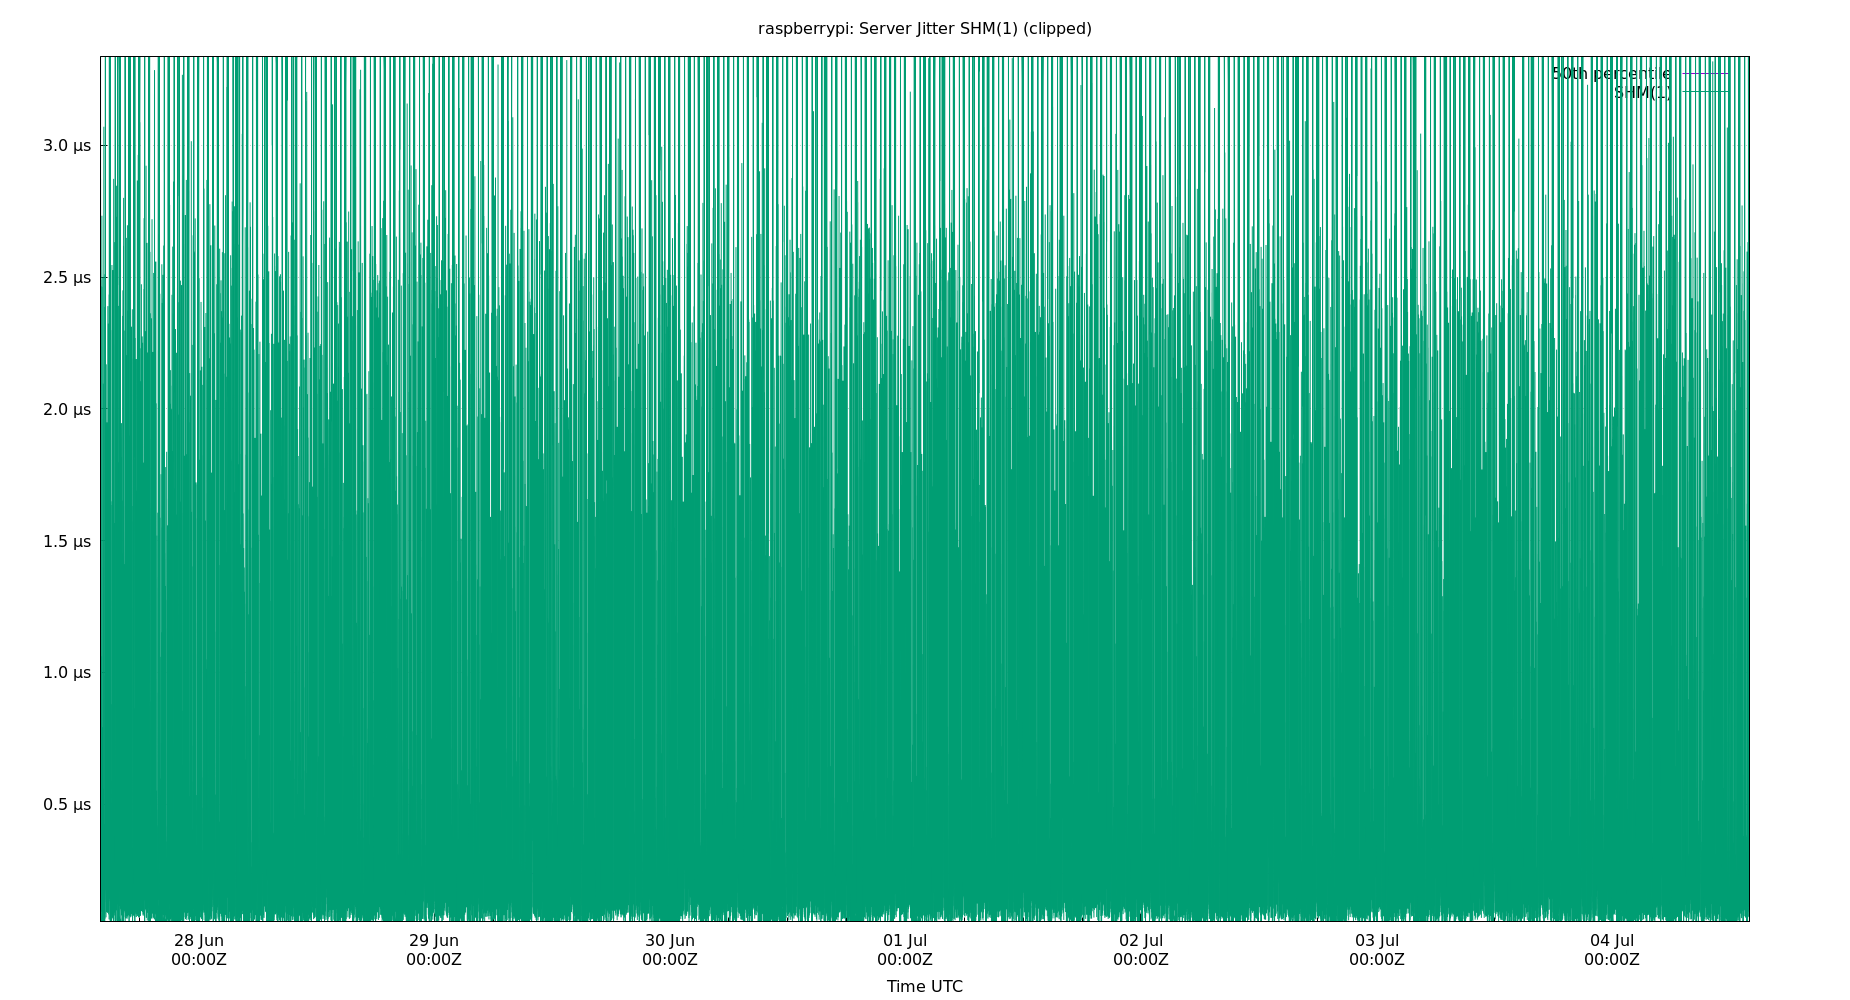 raspberrypi: Server Jitter SHM(1) (clipped)
50th percentile
SHM(1)
3.0 µs
2.5 µs
2.0 µs
1.5 µs
1.0 µs
0.5 µs
28 Jun 29 Jun 30 Jun 01 Jul 02 Jul 03 Jul 04 Jul
00:00Z 00:00Z 00:00Z 00:00Z 00:00Z 00:00Z 00:00Z
Time UTC